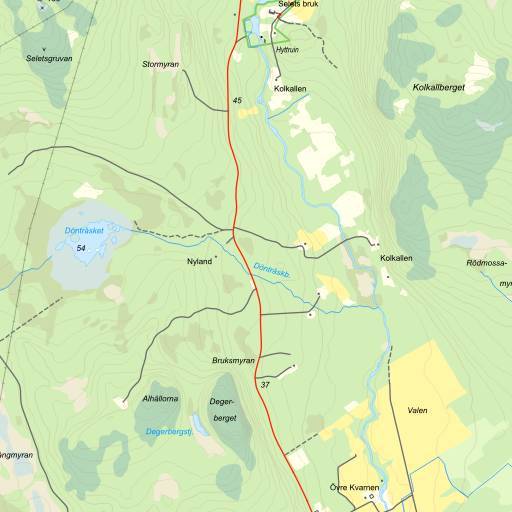 Selets bruk
Seletsgruvan
Stormyran
Hyttruin
45
Kolkallen
Kolkallberget
Dönträsket
54
Nyland
Dönträskb.
Kolkallen
Rödmossa-
myr
Bruksmyran
37
Alhällorna
Deger-
berget
Degerbergstj.
Valen
ångmyran
Övre Kvarnen